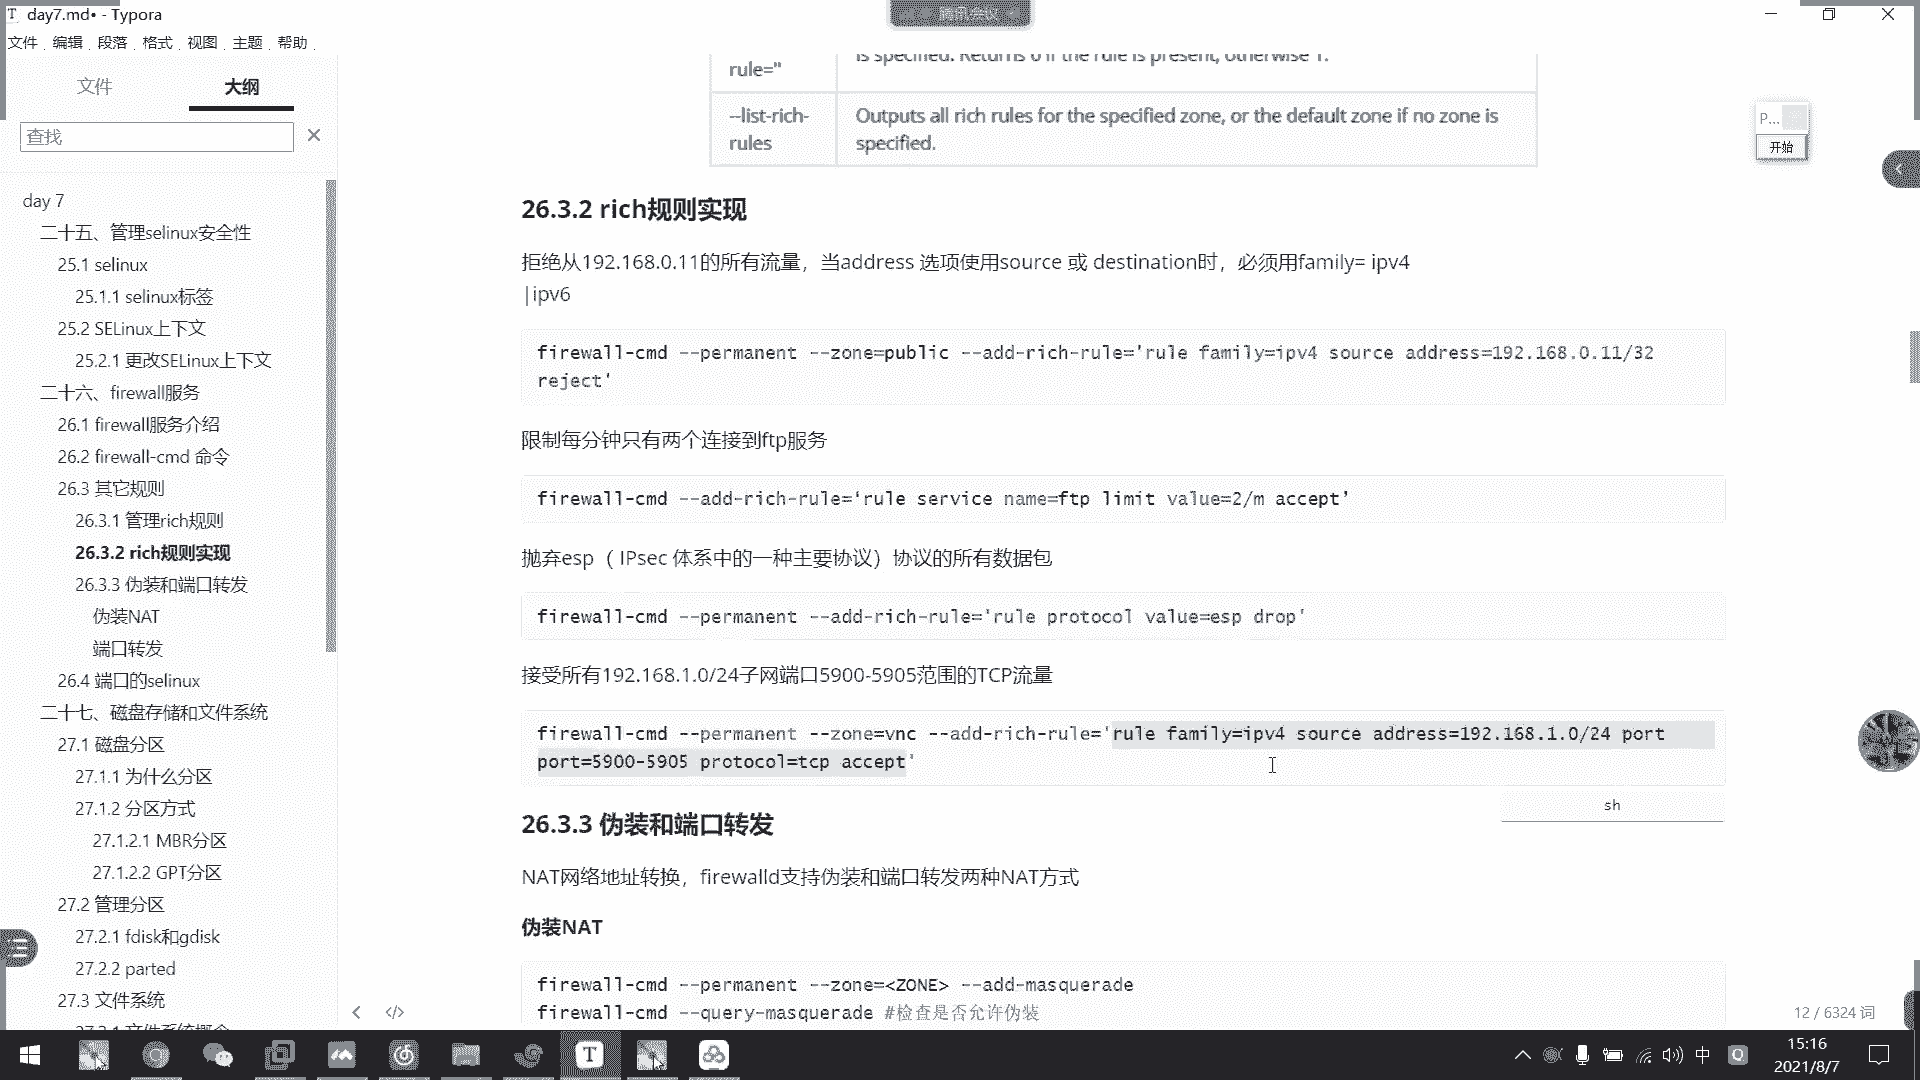 day7.md• - Typora
腾讯会议
文件 编辑 段落 格式 视图 主题 帮助
文件
大纲
查找
day 7
二十五、管理selinux安全性
25.1 selinux
25.1.1 selinux标签
25.2 SELinux上下文
25.2.1 更改SELinux上下文
二十六、firewall服务
26.1 firewall服务介绍
26.2 firewall-cmd 命令
26.3 其它规则
26.3.1 管理rich规则
26.3.2 rich规则实现
26.3.3 伪装和端口转发
伪装NAT
端口转发
26.4 端口的selinux
二十七、磁盘存储和文件系统
27.1 磁盘分区
27.1.1 为什么分区
27.1.2 分区方式
27.1.2.1 MBR分区
27.1.2.2 GPT分区
27.2 管理分区
27.2.1 fdisk和gdisk
27.2.2 parted
27.3 文件系统
27.3.1 文件系统概念
rule='' is specified. Returns 0 if the rule is present, otherwise 1.
--list-rich-rules Outputs all rich rules for the specified zone, or the default zone if no zone is
specified.
P...
开始
26.3.2 rich规则实现
拒绝从192.168.0.11的所有流量，当address 选项使用source 或 destination时，必须用family= ipv4
|ipv6
firewall-cmd --permanent --zone=public --add-rich-rule='rule family=ipv4 source address=192.168.0.11/32
reject'
限制每分钟只有两个连接到ftp服务
firewall-cmd --add-rich-rule=‘rule service name=ftp limit value=2/m accept’
抛弃esp（ IPsec 体系中的一种主要协议）协议的所有数据包
firewall-cmd --permanent --add-rich-rule='rule protocol value=esp drop'
接受所有192.168.1.0/24子网端口5900-5905范围的TCP流量
firewall-cmd --permanent --zone=vnc --add-rich-rule='rule family=ipv4 source address=192.168.1.0/24 port
port=5900-5905 protocol=tcp accept'
sh
26.3.3 伪装和端口转发
NAT网络地址转换，firewalld支持伪装和端口转发两种NAT方式
伪装NAT
firewall-cmd --permanent --zone=<ZONE> --add-masquerade
firewall-cmd --query-masquerade #检查是否允许伪装
12 / 6324 词
中
15:16
2021/8/7